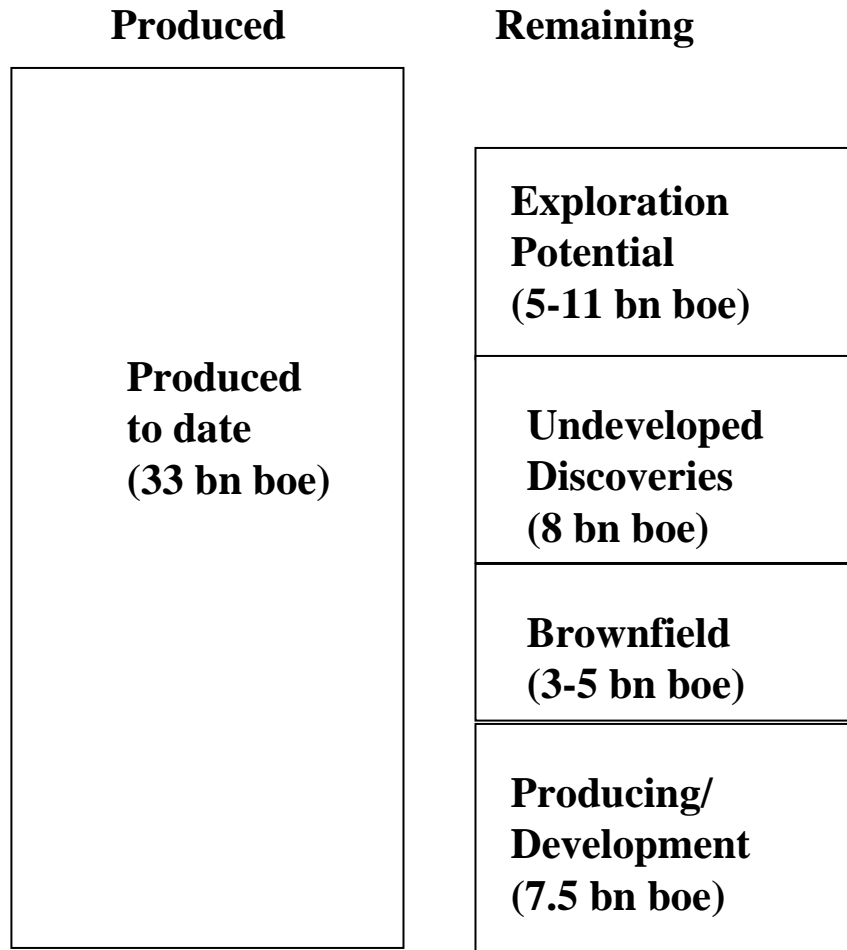 Produced
Remaining
Produced
to date
(33 bn boe)
Exploration
Potential
(5-11 bn boe)
Undeveloped
Discoveries
(8 bn boe)
Brownfield
(3-5 bn boe)
Producing/
Development
(7.5 bn boe)